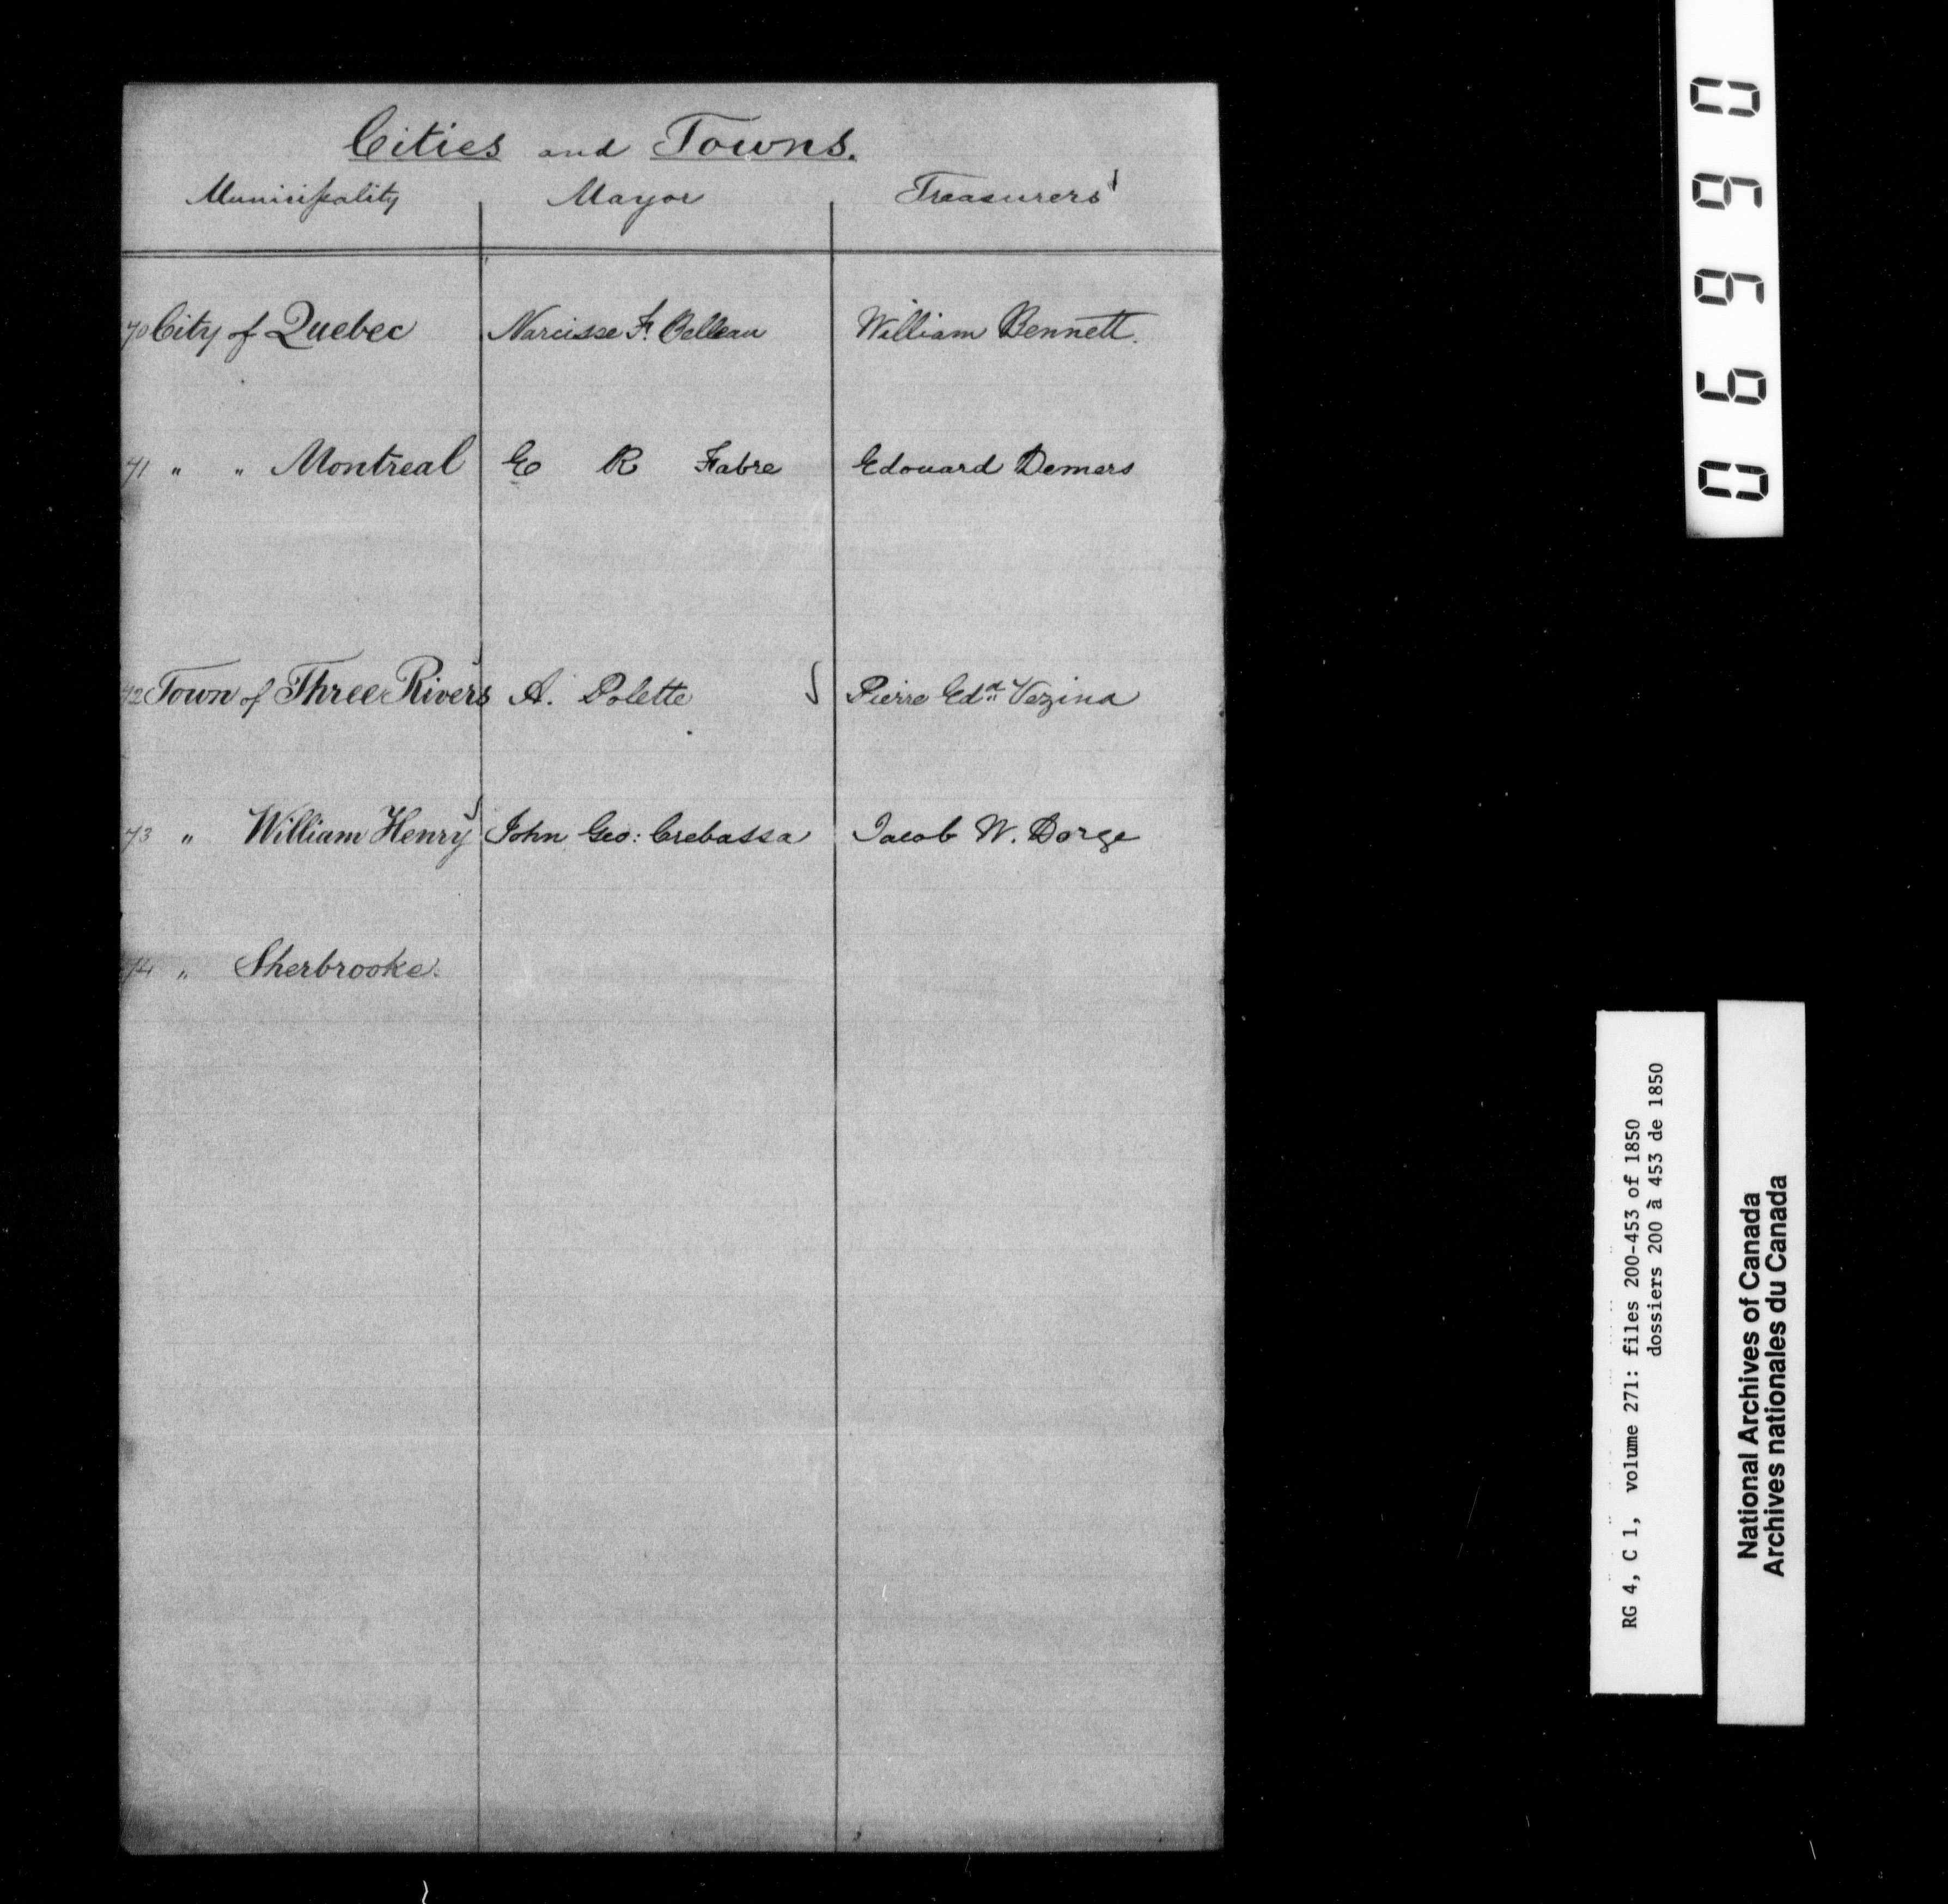 Cities and Towns.
Municipality Mayor Treasurers
70 City of Quebec Narcisse F. Belleau William Bennett.
71 " " Montreal E R Fabre Edouard Demers
72 Town of Three Rivers A. Polette Pierre Edd. Vezina
73 " William Henry John Geo: Crebassa Jacob W. Dorge
74 " Sherbrooke.
06990
RG 4, C 1, volume 271: files 200-453 of 1850
dossiers 200 à 453 de 1850
National Archives of Canada
Archives nationales du Canada